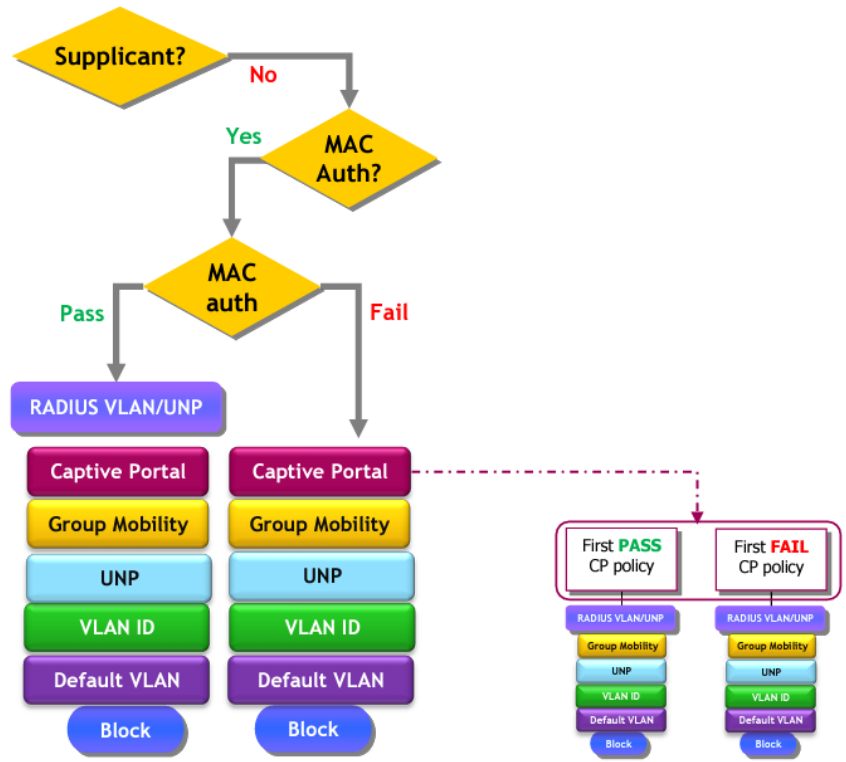 Supplicant?
No
Yes
MAC
Auth?
MAC
auth
Pass
Fail
RADIUS VLAN/UNP
Captive Portal
Group Mobility
UNP
VLAN ID
Default VLAN
Block
Captive Portal
Group Mobility
UNP
VLAN ID
Default VLAN
Block
First PASS
CP policy
RADIUS VLAN/UNP
Group Mobility
UNP
VLAN ID
Default VLAN
Block
First FAIL
CP policy
RADIUS VLAN/UNP
Group Mobility
UNP
VLAN ID
Default VLAN
Block